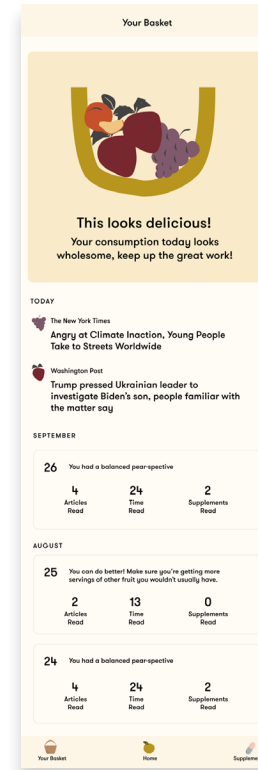 Your Basket
This looks delicious!
Your consumption today looks
wholesome, keep up the great work!
TODAY
The New York Times
Angry at Climate Inaction, Young People
Take to Streets Worldwide
Washington Post
Trump pressed Ukrainian leader to
investigate Biden's son, people familiar with
the matter say
SEPTEMBER
26 You had a balanced pear-spective
4 24 2
Articles Time Supplements
Read Read Read
AUGUST
25 You can do better! Make sure you're getting more
servings of other fruit you wouldn't usually have.
2 13 0
Articles Time Supplements
Read Read Read
24 You had a balanced pear-spective
4 24 2
Articles Time Supplements
Read Read Read
Your Basket Home Suppleme